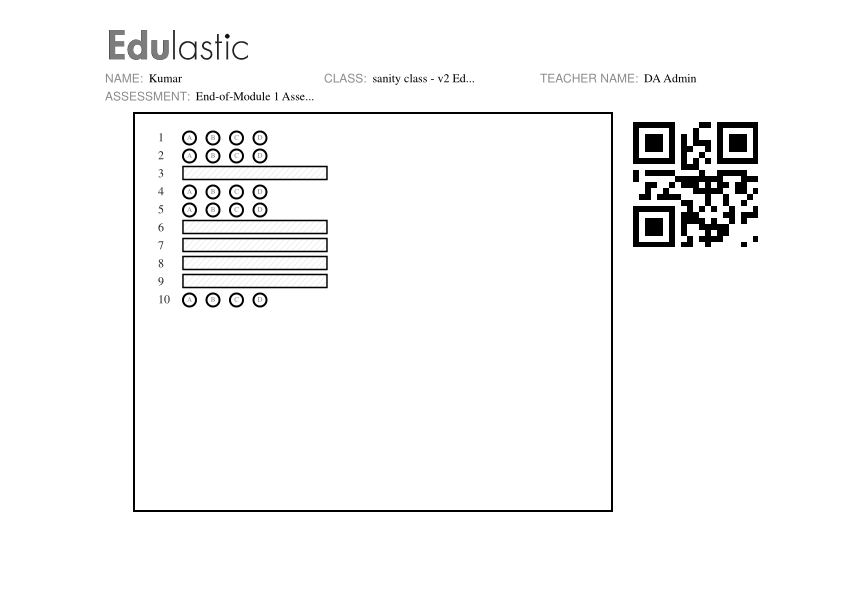 Edulastic
NAME: Kumar CLASS: sanity class - v2 Ed... TEACHER NAME: DA Admin
ASSESSMENT: End-of-Module 1 Asse...
1 A B C D
2 A B C D
3
4 A B C D
5 A B C D
6
7
8
9
10 A B C D